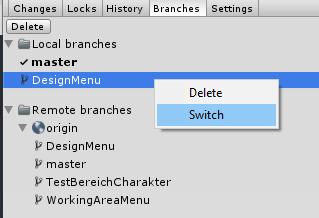 Changes Locks History Branches Settings
Delete
Local branches
master
DesignMenu
Delete
Switch
Remote branches
origin
DesignMenu
master
TestBereichCharakter
WorkingAreaMenu